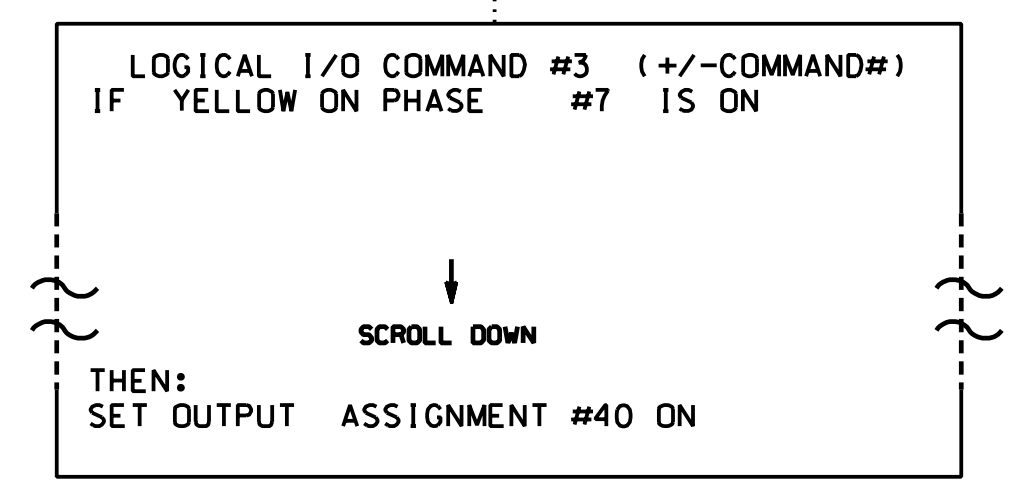 LOGICAL I/O COMMAND #3 (+/-COMMAND#)
IF YELLOW ON PHASE #7 IS ON
SCROLL DOWN
THEN:
SET OUTPUT ASSIGNMENT #40 ON